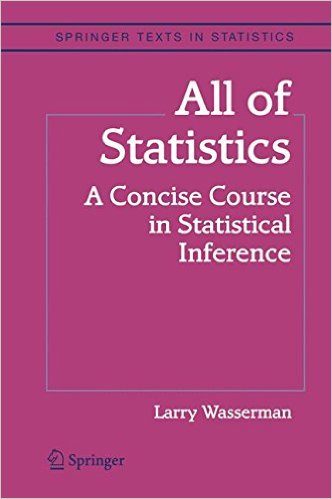 SPRINGER TEXTS IN STATISTICS
All of
Statistics
A Concise Course
in Statistical
Inference
Larry Wasserman
Springer